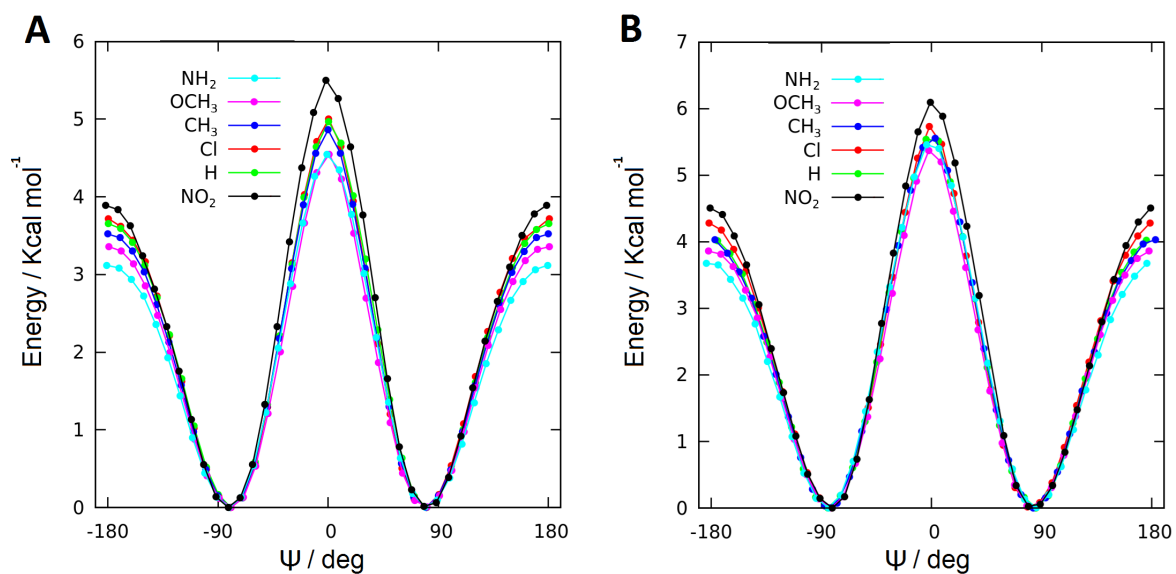 A
6
5
4
3
2
1
0
Energy / Kcal mol-1
NH2
OCH3
CH3
Cl
H
NO2
-180
-90
0
90
180
Ψ / deg
B
7
6
5
4
3
2
1
0
Energy / Kcal mol-1
NH2
OCH3
CH3
Cl
H
NO2
-180
-90
0
90
180
Ψ / deg